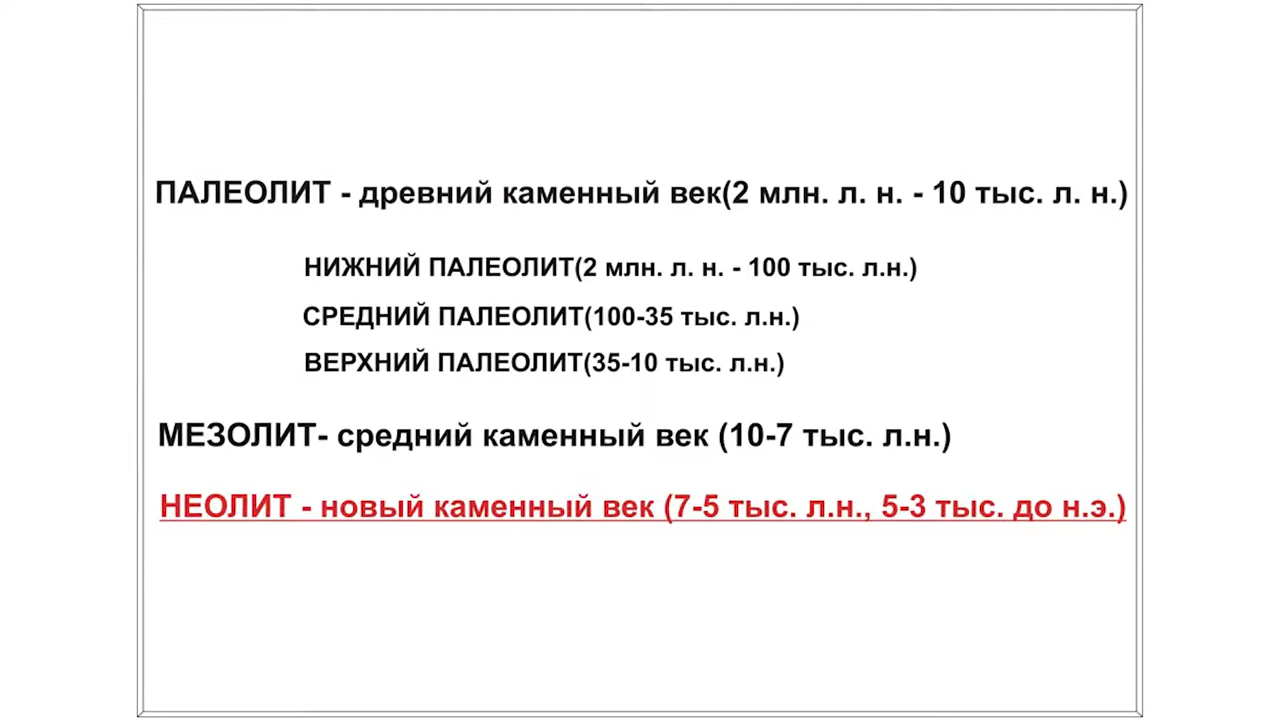 ПАЛЕОЛИТ - древний каменный век(2 млн. л. н. - 10 тыс. л. н.)
НИЖНИЙ ПАЛЕОЛИТ(2 млн. л. н. - 100 тыс. л.н.)
СРЕДНИЙ ПАЛЕОЛИТ(100-35 тыс. л.н.)
ВЕРХНИЙ ПАЛЕОЛИТ(35-10 тыс. л.н.)
МЕЗОЛИТ- средний каменный век (10-7 тыс. л.н.)
НЕОЛИТ - новый каменный век (7-5 тыс. л.н., 5-3 тыс. до н.э.)